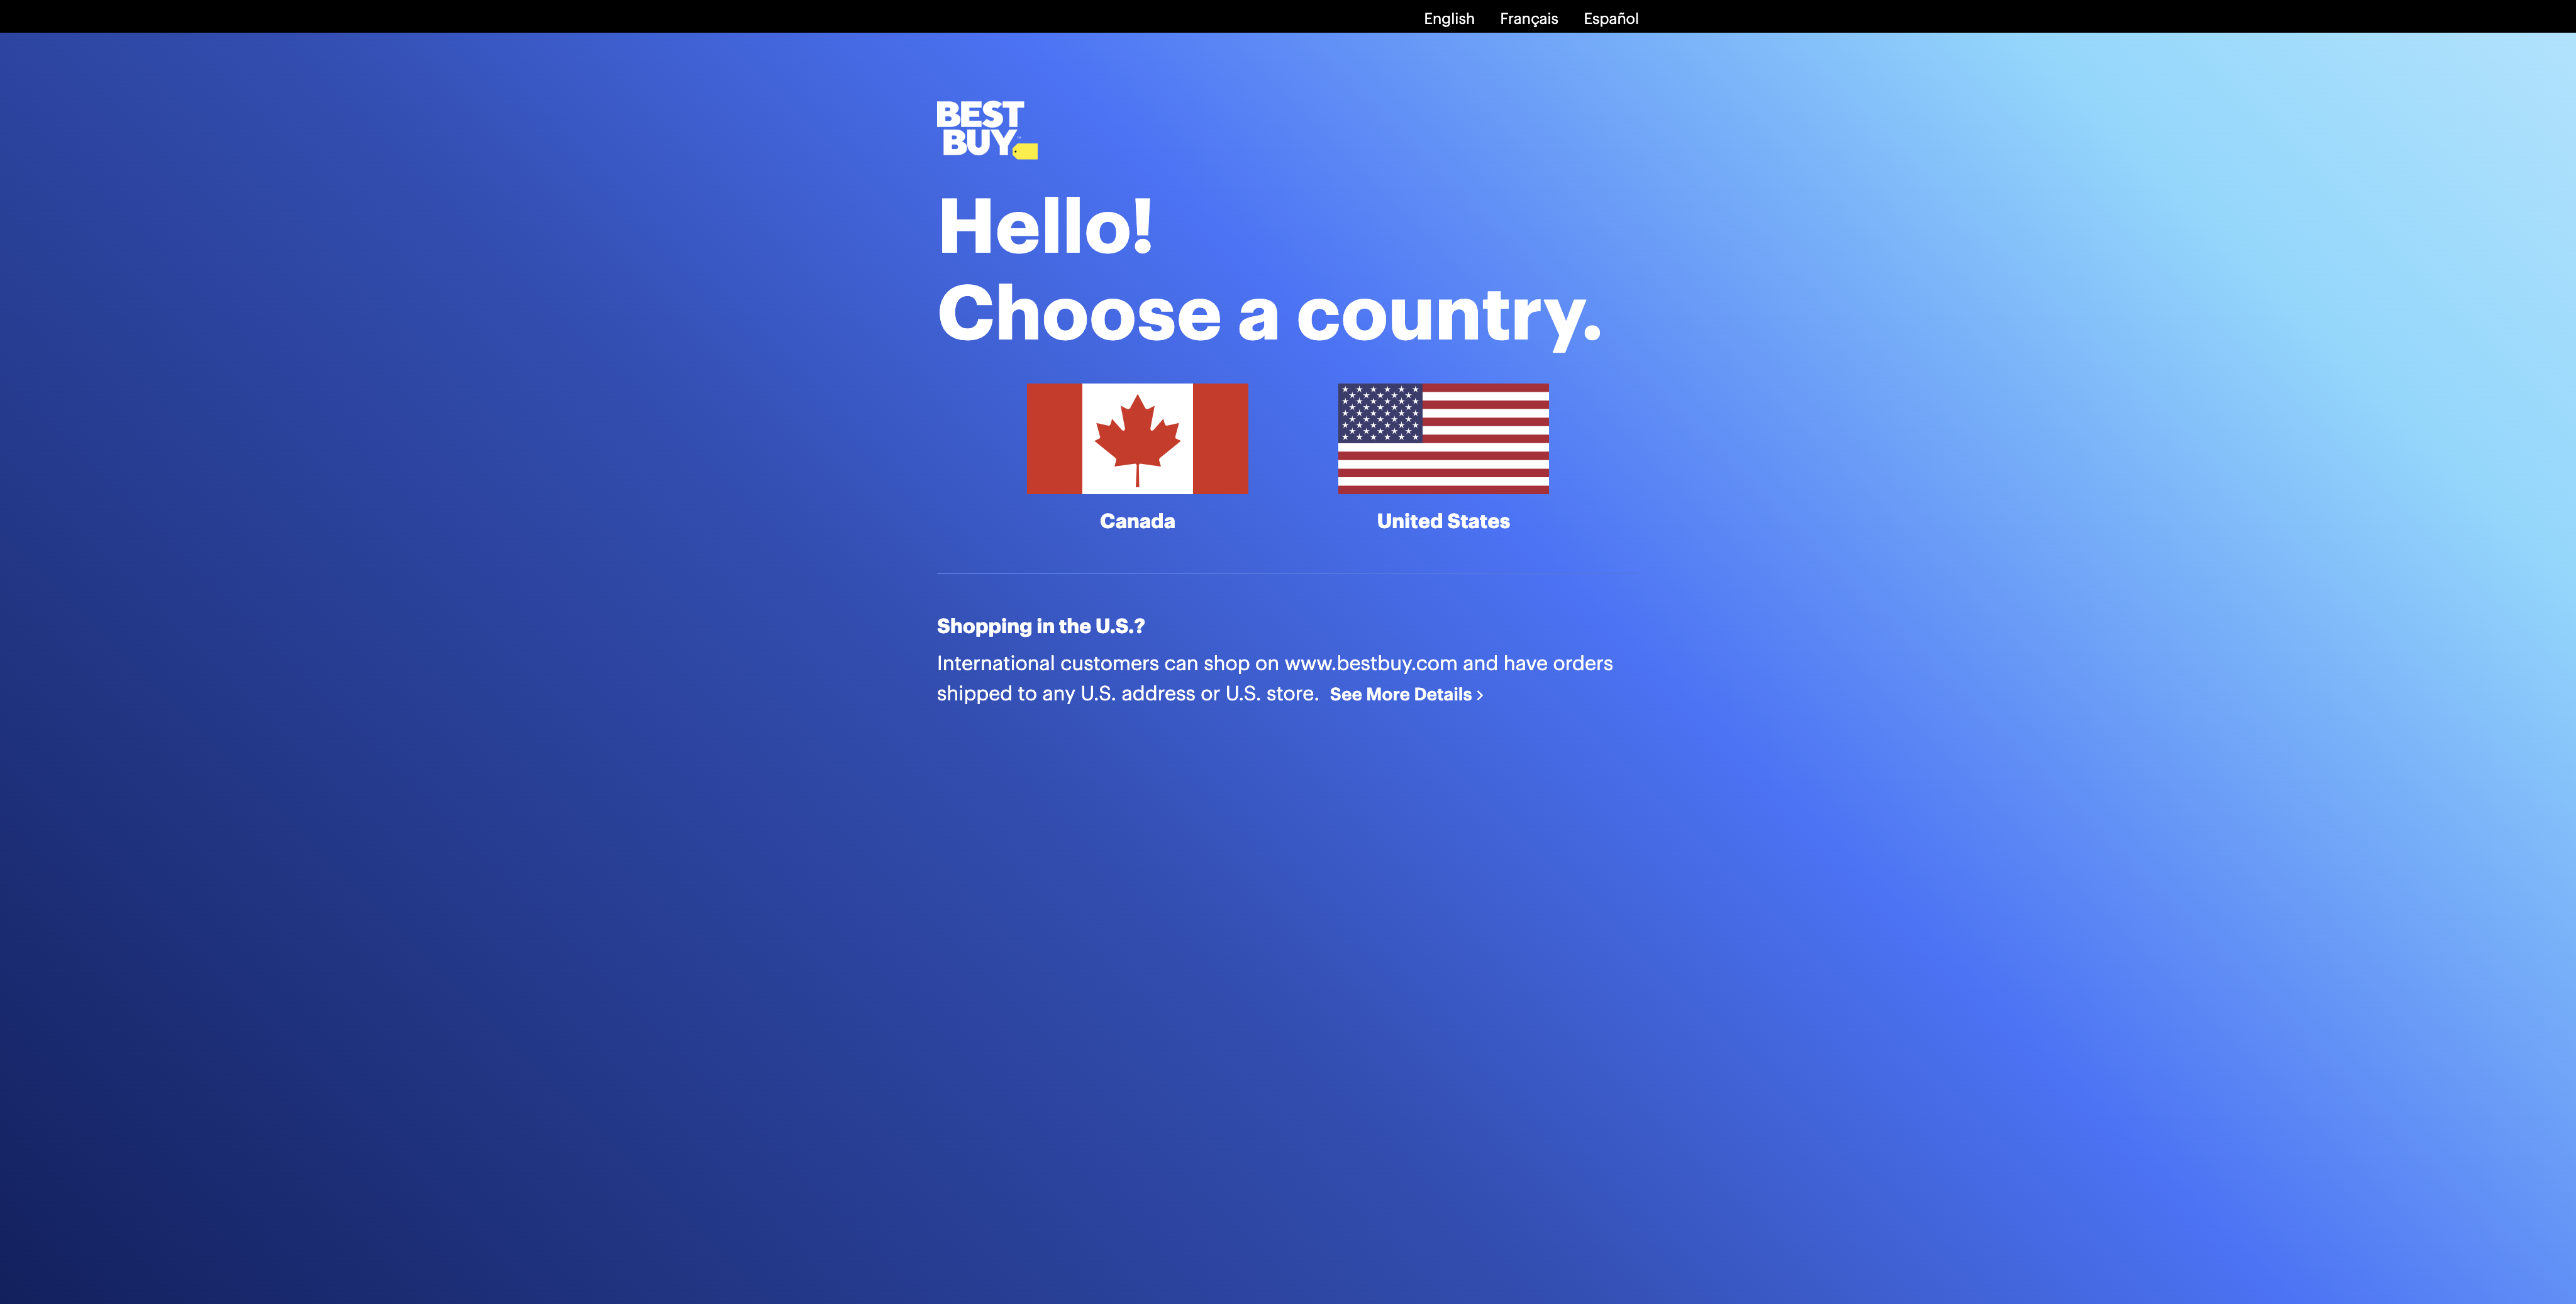 English Français Español
BEST
BUY
Hello!
Choose a country.
Canada
United States
Shopping in the U.S.?
International customers can shop on www.bestbuy.com and have orders
shipped to any U.S. address or U.S. store. See More Details >